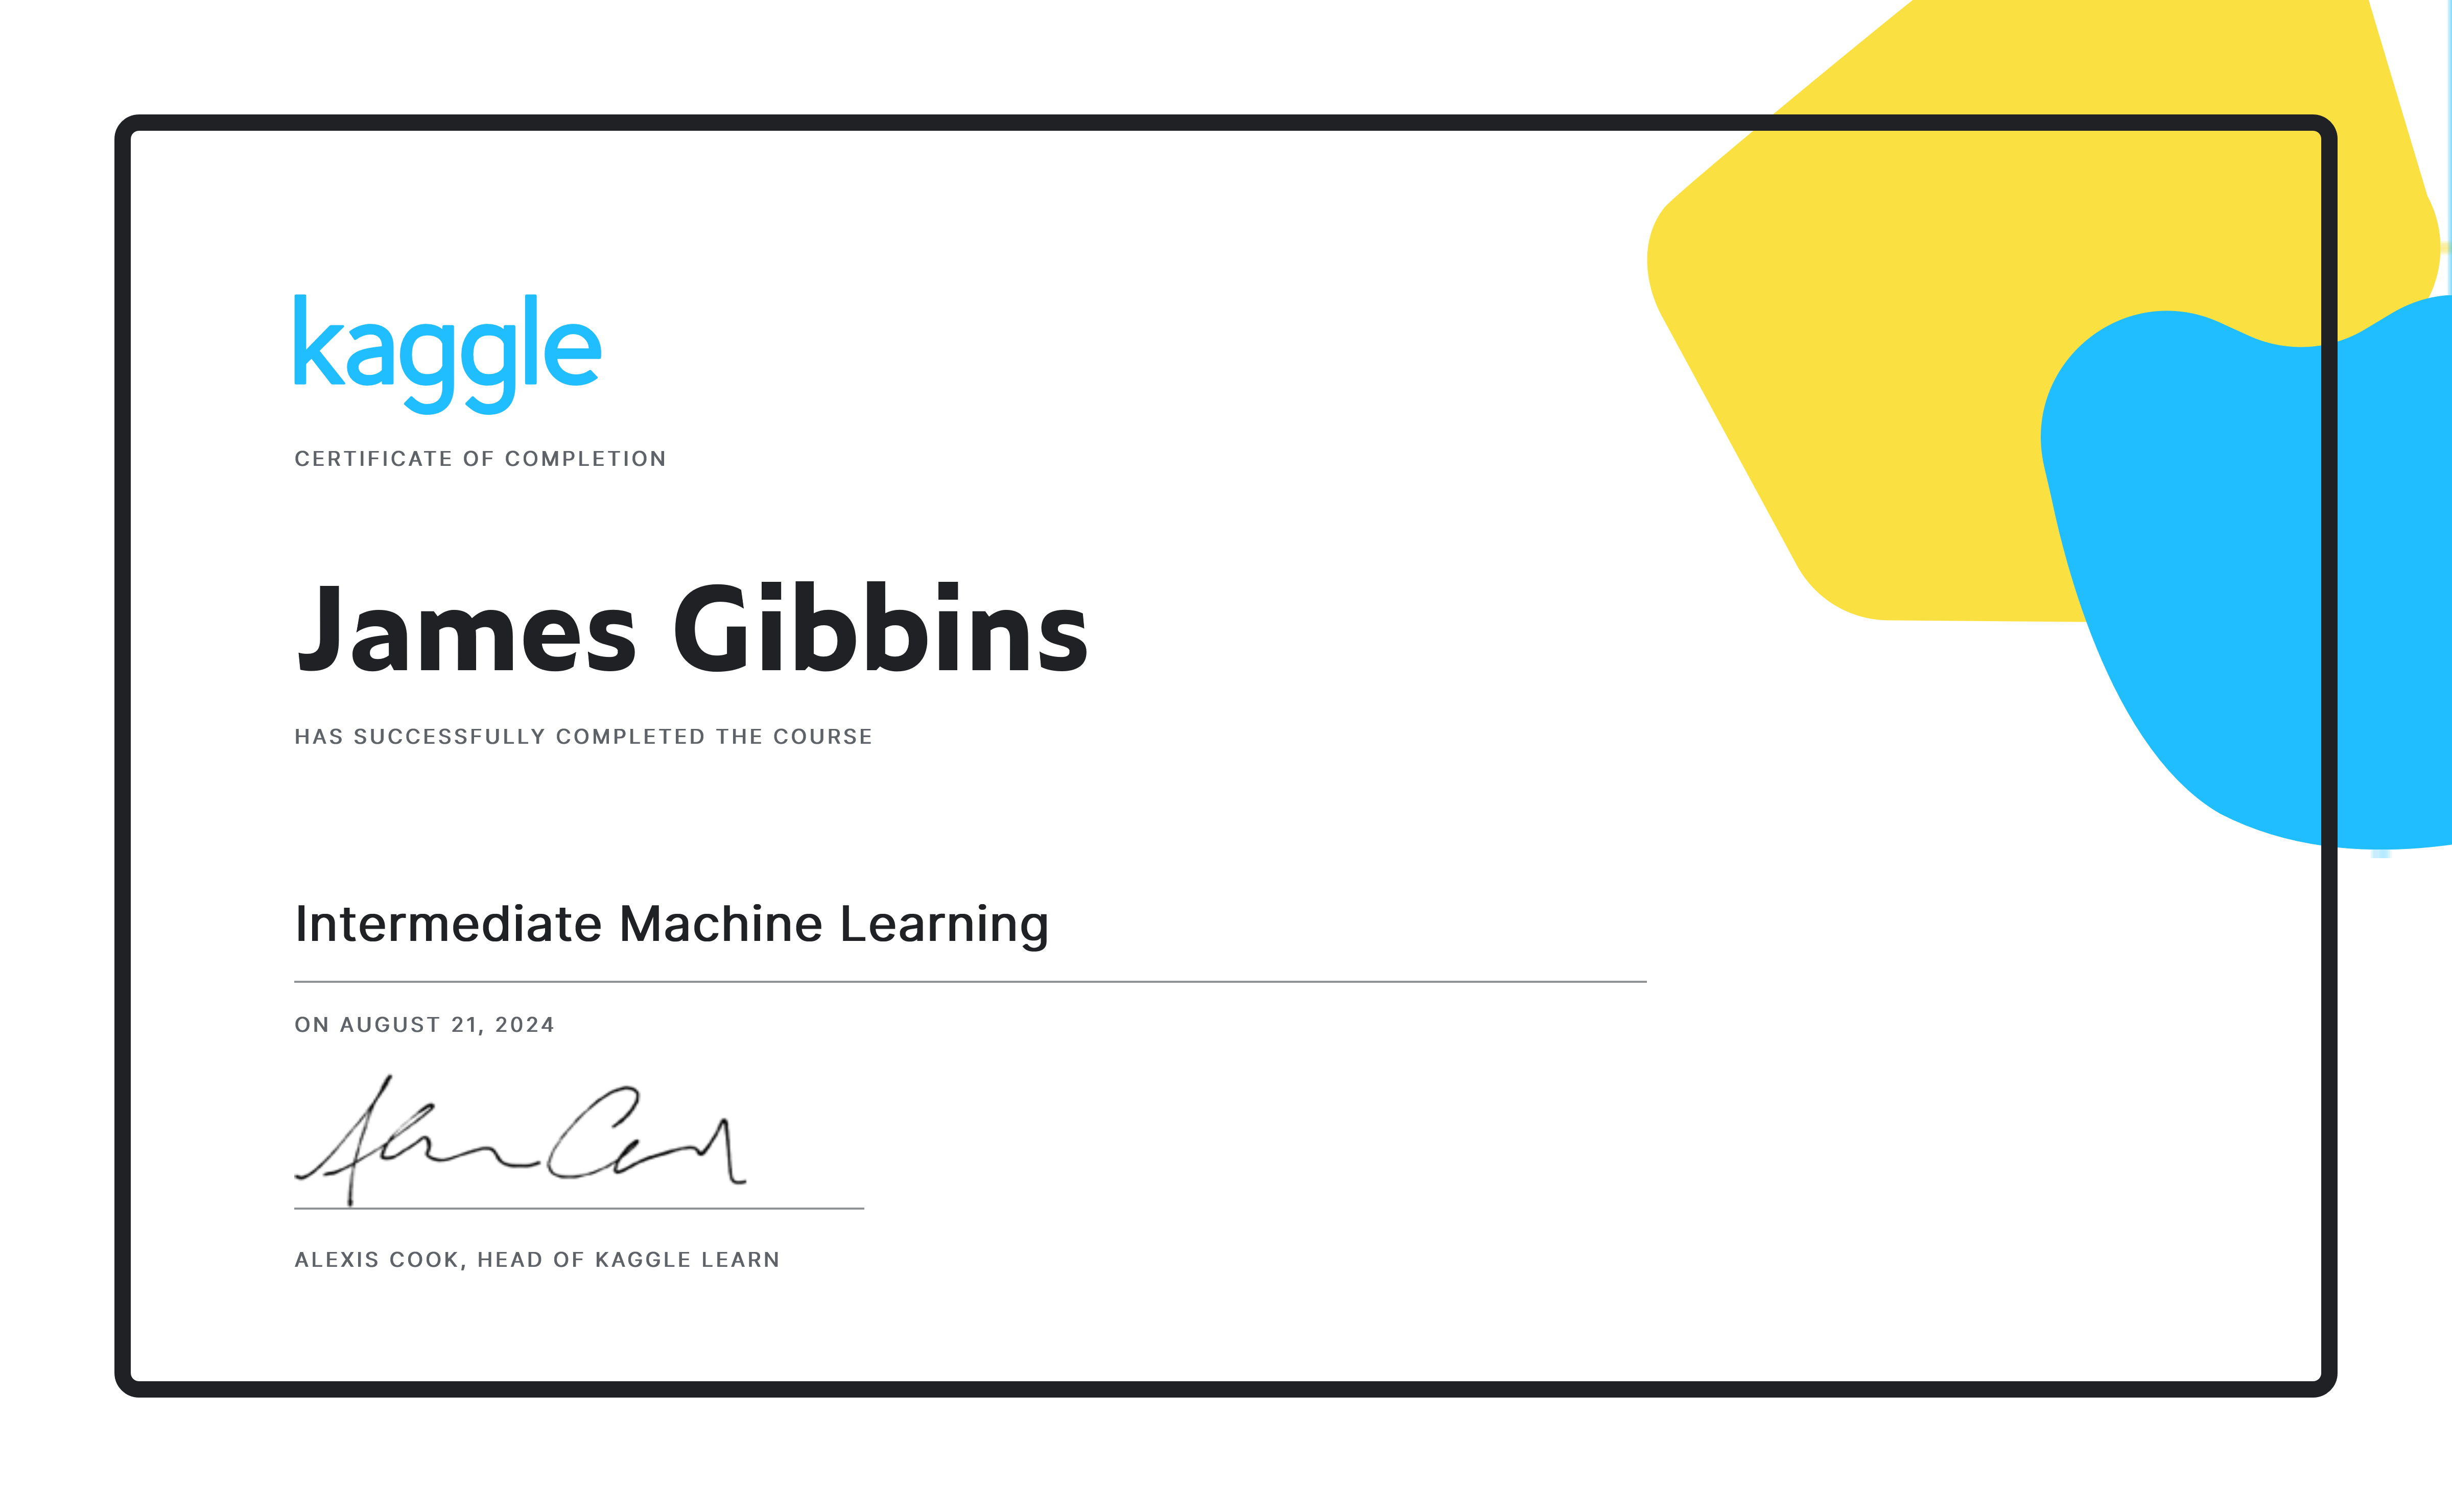 kaggle
CERTIFICATE OF COMPLETION
James Gibbins
HAS SUCCESSFULLY COMPLETED THE COURSE
Intermediate Machine Learning
ON AUGUST 21, 2024
ALEXIS COOK, HEAD OF KAGGLE LEARN